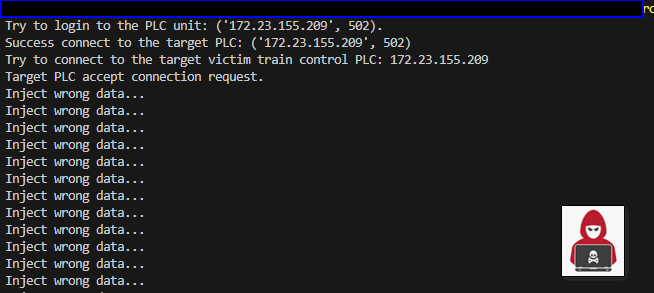 Try to login to the PLC unit: ('172.23.155.209', 502).
Success connect to the target PLC: ('172.23.155.209', 502)
Try to connect to the target victim train control PLC: 172.23.155.209
Target PLC accept connection request.
Inject wrong data...
Inject wrong data...
Inject wrong data...
Inject wrong data...
Inject wrong data...
Inject wrong data...
Inject wrong data...
Inject wrong data...
Inject wrong data...
Inject wrong data...
Inject wrong data...
Inject wrong data...